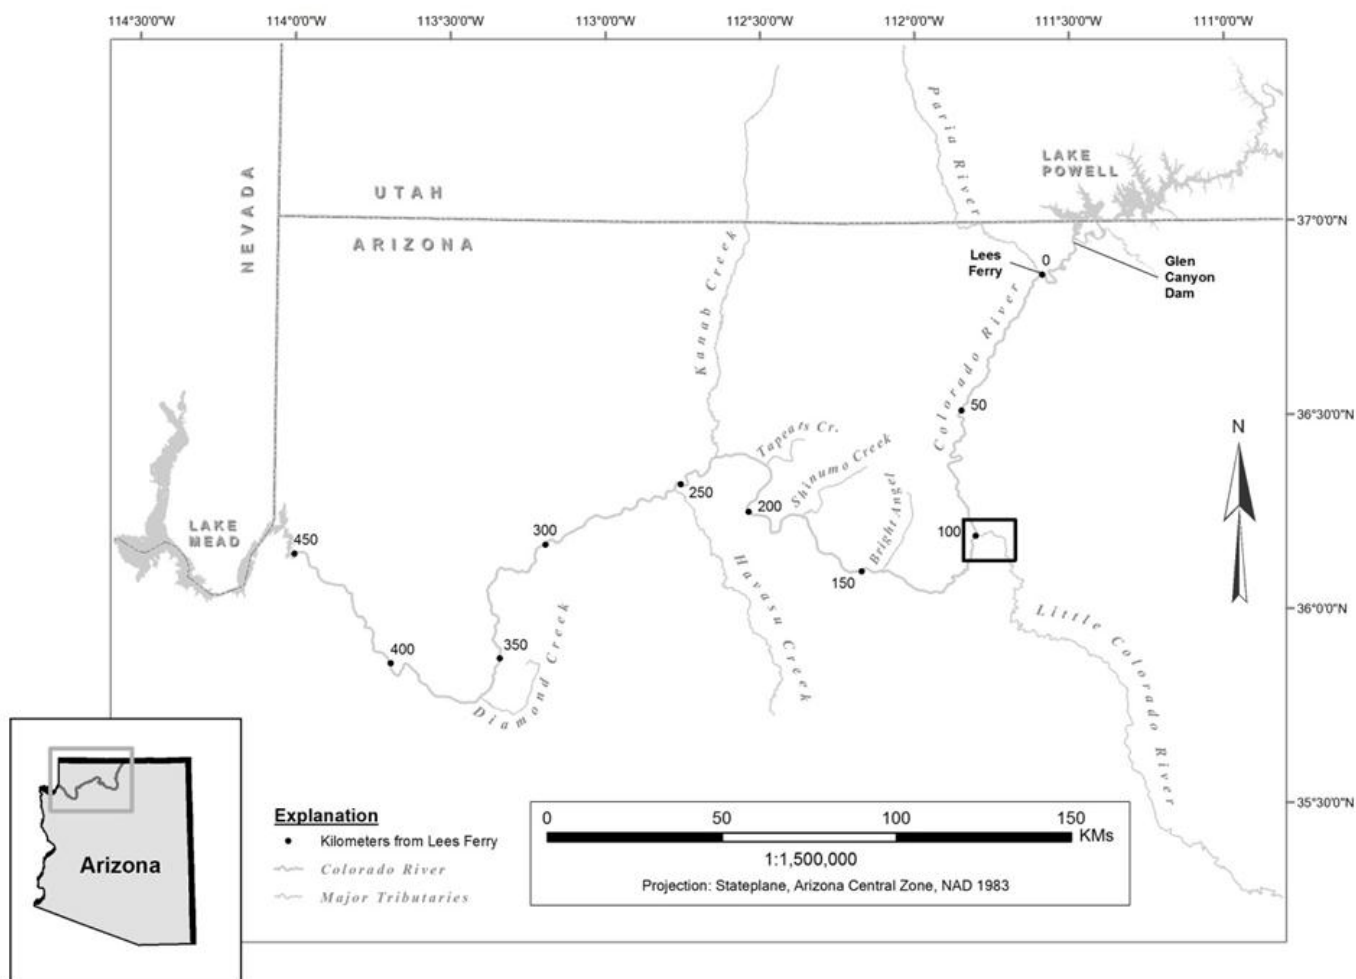 114°30'0"W 114°0'0"W 113°30'0"W 113°0'0"W 112°30'0"W 112°0'0"W 111°30'0"W 111°0'0"W
Paria River
LAKE
POWELL
NEVADA
UTAH
37°0'0"N
ARIZONA
Lees
Ferry
0
Glen
Canyon
Dam
Kanab Creek
Colorado River
50
36°30'0"N
N
Tapeats Cr.
Shinumo Creek
Bright Angel
250
200
300
100
LAKE
MEAD
450
150
Havasu Creek
36°0'0"N
Little Colorado River
400
350
Diamond Creek
35°30'0"N
Arizona
Explanation
Kilometers from Lees Ferry
Colorado River
Major Tributaries
0 50 100 150
KMs
1:1,500,000
Projection: Stateplane, Arizona Central Zone, NAD 1983